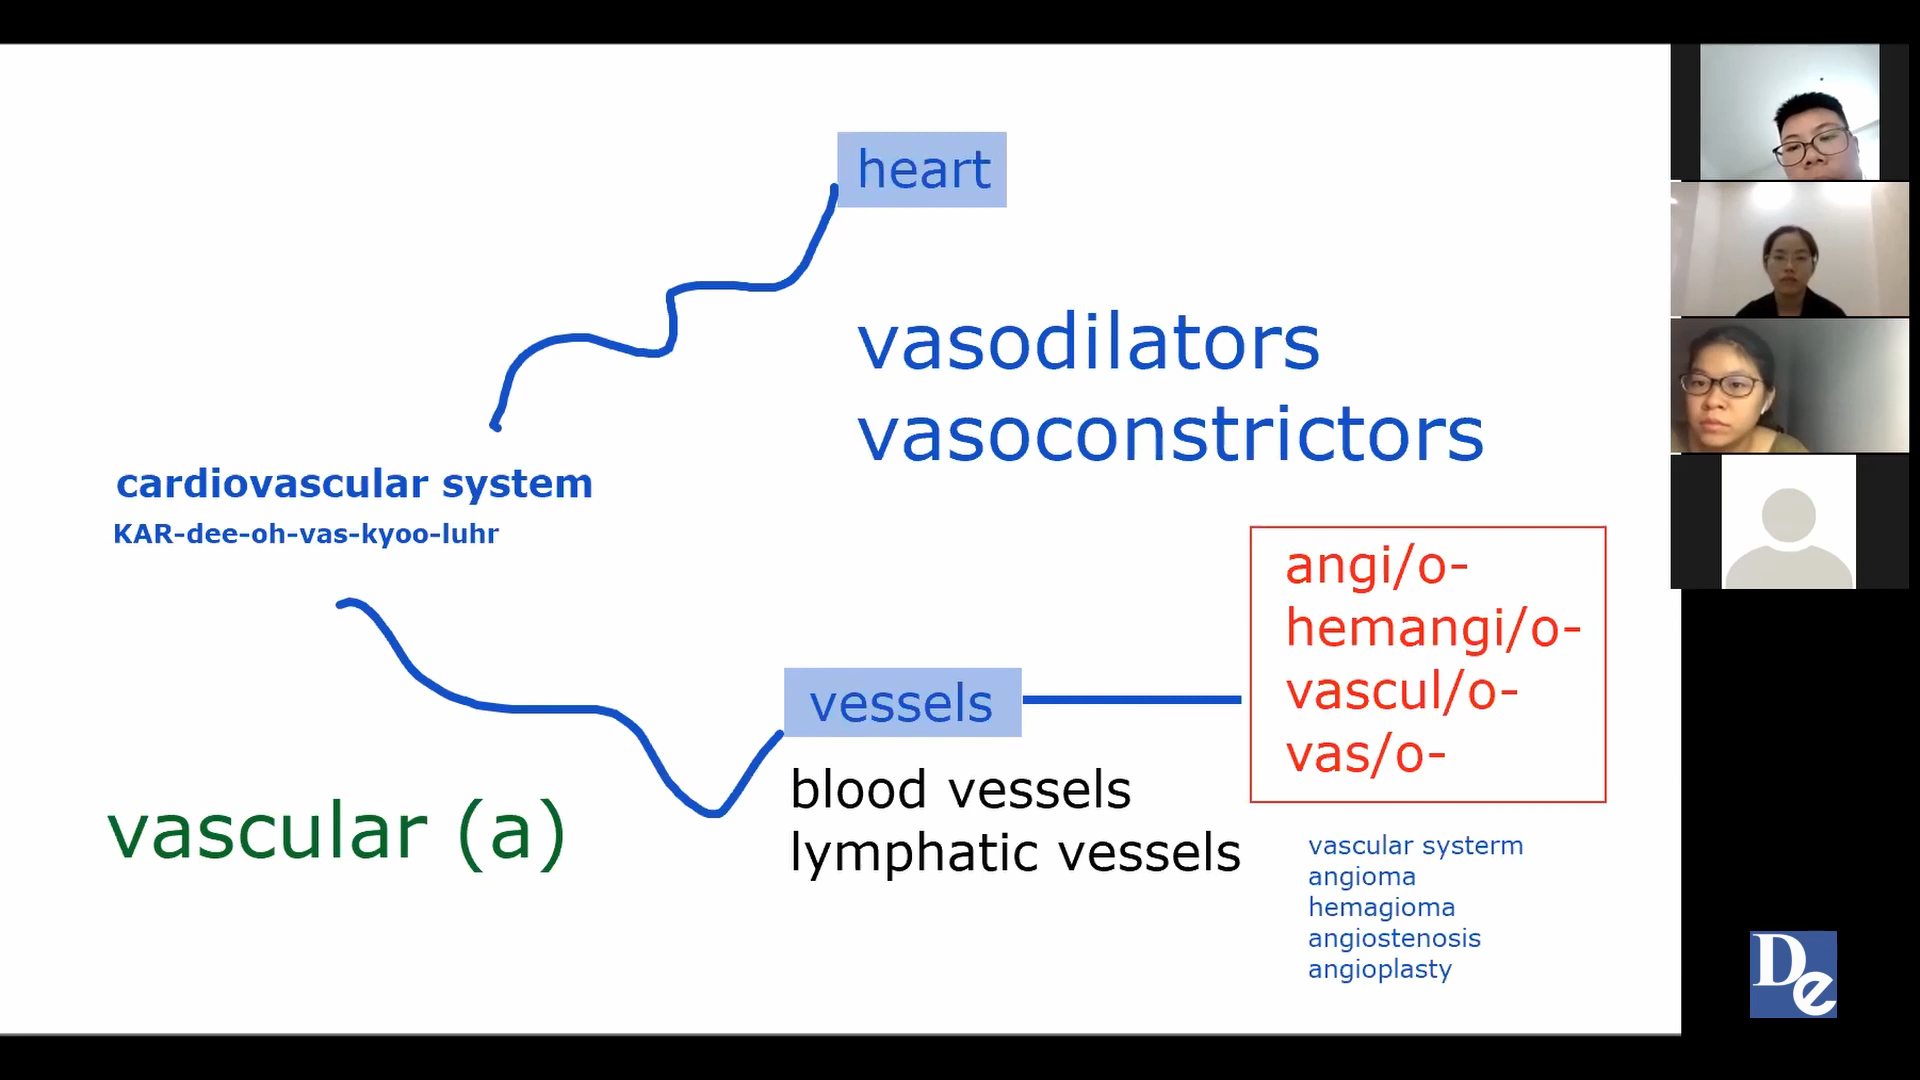 heart
vasodilators
vasoconstrictors
cardiovascular system
KAR-dee-oh-vas-kyoo-luhr
angi/o-
hemangi/o-
vascul/o-
vas/o-
vessels
blood vessels
lymphatic vessels
vascular (a)
vascular systerm
angioma
hemagioma
angiostenosis
angioplasty
De